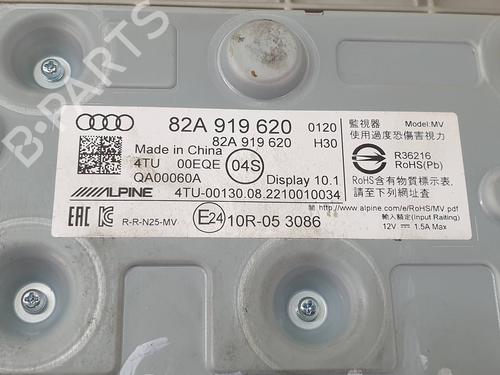 B-PARTS
82A 919 620 0120
82A 919 620 H30
Made in China
4TU 00EQE 04S
QA00060A Display 10.1
ALPINE 4TU-00130.08.2210010034
EAC R-R-N25-MV E24 10R-05 3086
監視器 Model:MV
使用過度恐傷害視力
R36216
RoHS(Pb)
RoHS含有物質標示表,
請至下列網址查
關:http://www.alpine.com/e/RoHS/MV.pdf
輸入額定(Input Raiting)
12V ⎓ 1.5A Max